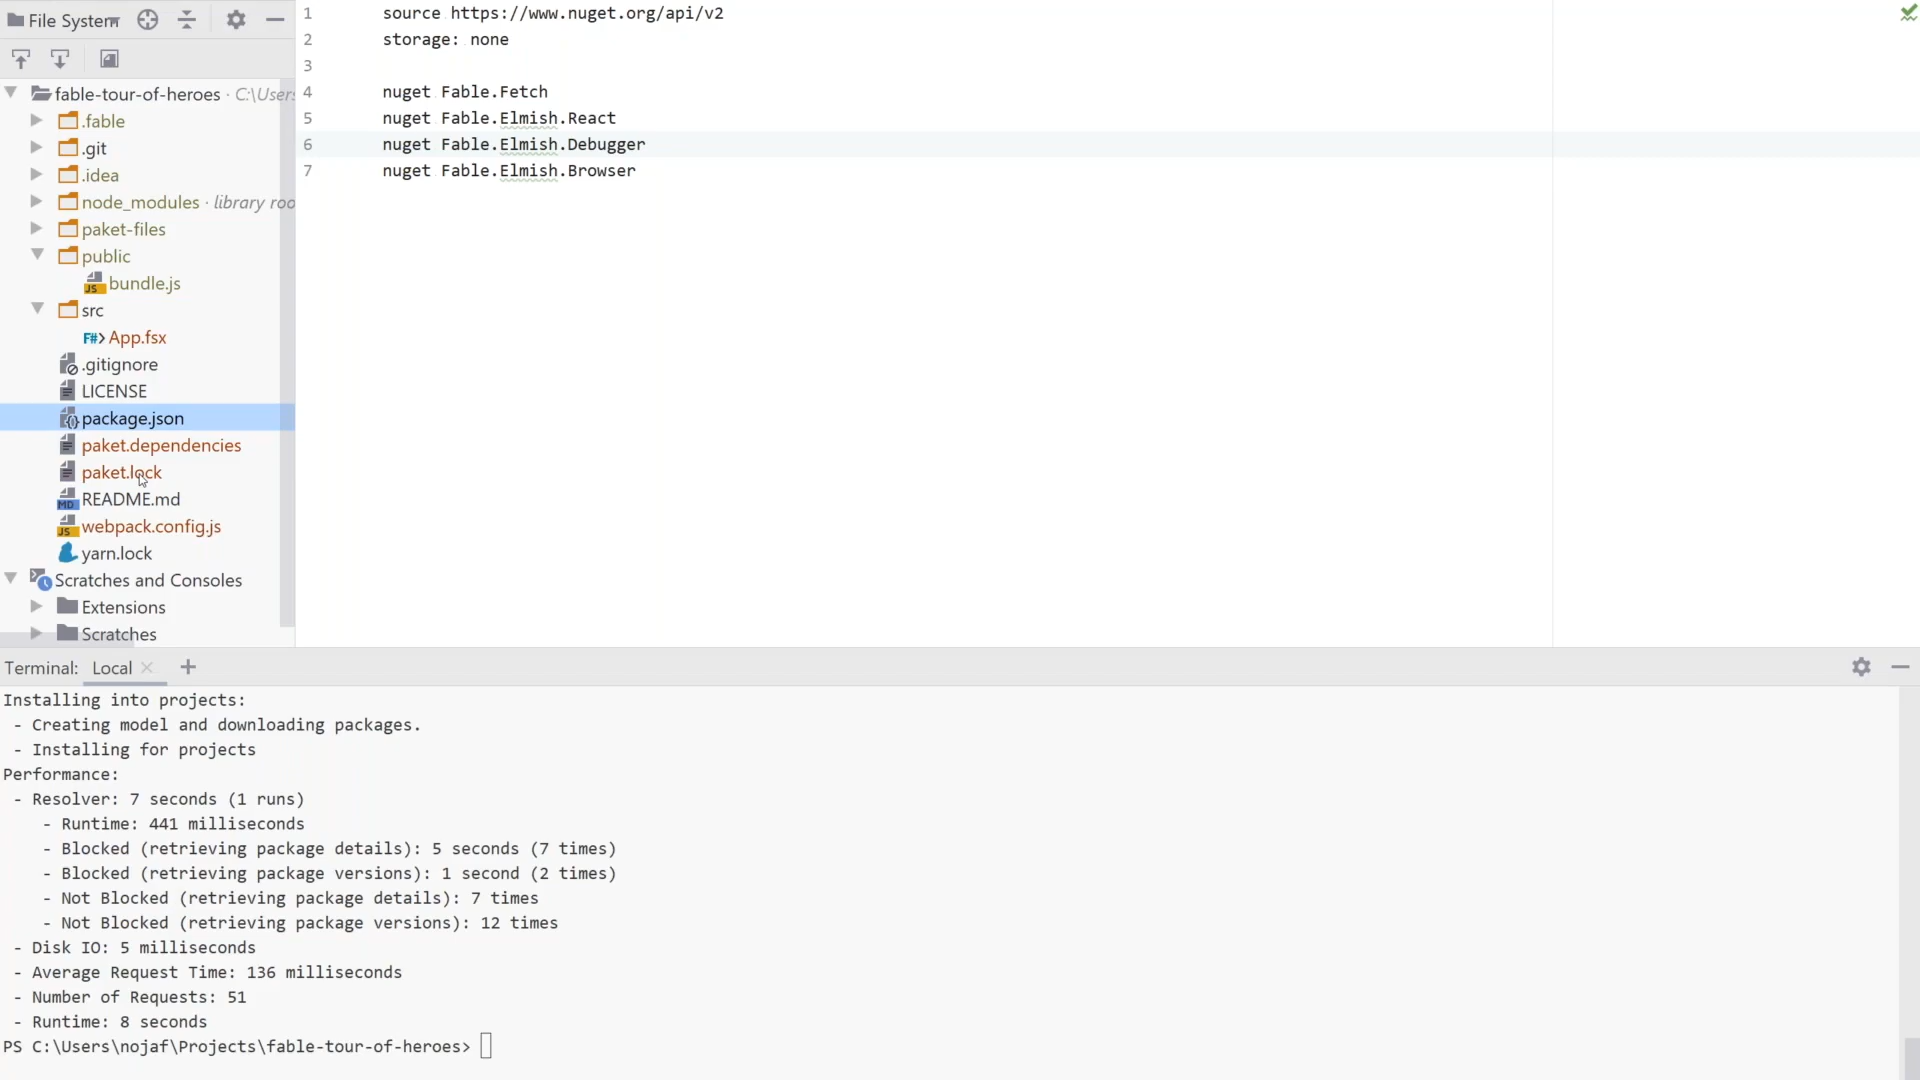 File System
fable-tour-of-heroes · C:\Users
.fable
.git
.idea
node_modules · library roo
paket-files
public
JS bundle.js
src
F#> App.fsx
.gitignore
LICENSE
package.json
paket.dependencies
paket.lock
MD README.md
JS webpack.config.js
yarn.lock
Scratches and Consoles
Extensions
Scratches
1 source https://www.nuget.org/api/v2
2 storage: none
3
4 nuget Fable.Fetch
5 nuget Fable.Elmish.React
6 nuget Fable.Elmish.Debugger
7 nuget Fable.Elmish.Browser
Terminal: Local
Installing into projects:
- Creating model and downloading packages.
- Installing for projects
Performance:
- Resolver: 7 seconds (1 runs)
- Runtime: 441 milliseconds
- Blocked (retrieving package details): 5 seconds (7 times)
- Blocked (retrieving package versions): 1 second (2 times)
- Not Blocked (retrieving package details): 7 times
- Not Blocked (retrieving package versions): 12 times
- Disk IO: 5 milliseconds
- Average Request Time: 136 milliseconds
- Number of Requests: 51
- Runtime: 8 seconds
PS C:\Users\nojaf\Projects\fable-tour-of-heroes>